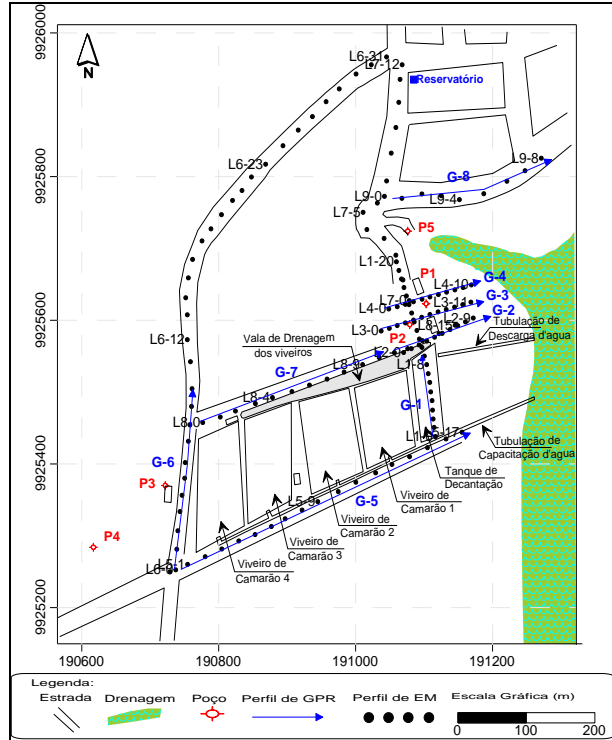 9926000
L6-31
L7-12
N
Reservatório
L6-23
9925800
L9-8
G-8
L9-4
L9-0
L7-5
P5
L1-20
P1
L4-10
G-4
L7-0
L4-0
L3-11
G-3
9925600
L2-9
G-2
L8-15
L3-0
P2
Tubulação de
Descarga d'agua
L6-12
Vala de Drenagem
dos viveiros
L2-0
L8-9
L1-8
G-7
L8-4
G-1
L8-0
9925400
G-6
P3
G-5
L5-9
Tubulação de
Capacitação d'agua
Tanque de
Decantação
Viveiro de
Camarão 1
Viveiro de
Camarão 2
Viveiro de
Camarão 3
Viveiro de
Camarão 4
P4
L5-1
L6-0
9925200
190600
190800
191000
191200
Legenda:
Estrada
Drenagem
Poço
Perfil de GPR
Perfil de EM
Escala Gráfica (m)
0
100
200